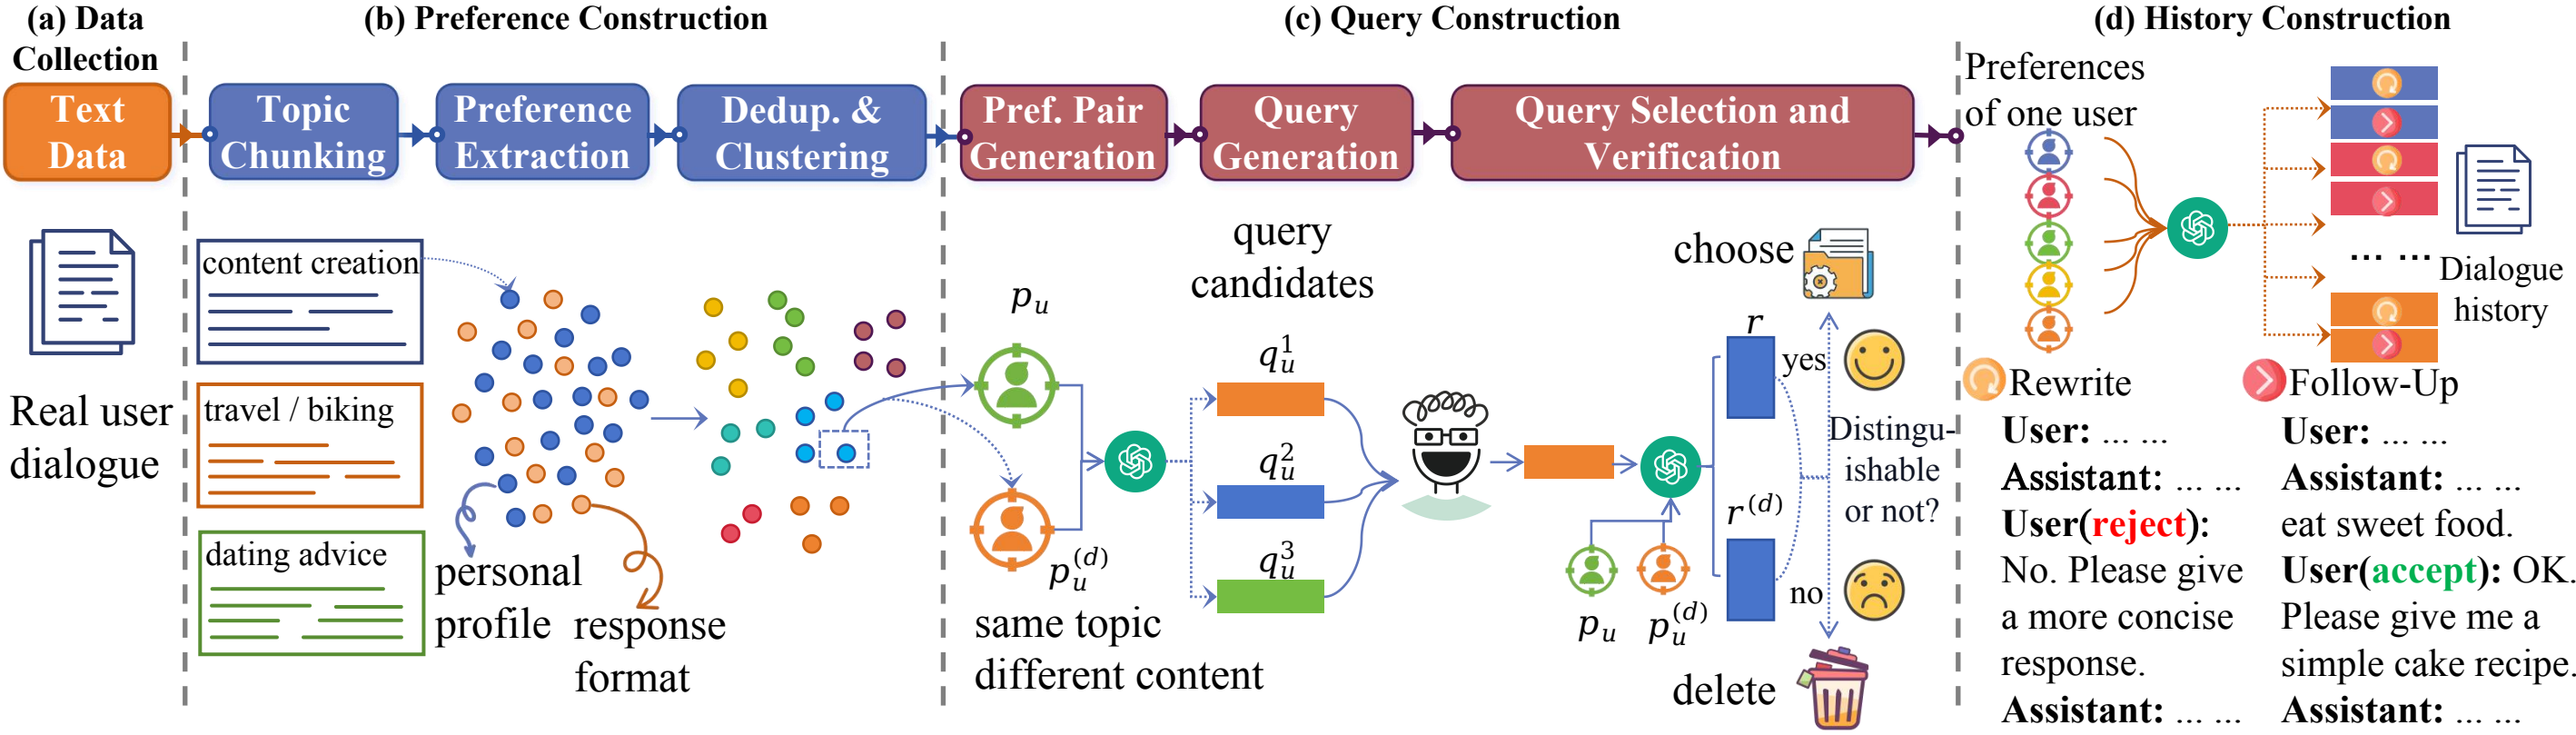 (a) Data
Collection
(b) Preference Construction
(c) Query Construction
(d) History Construction
Text
Data
Topic
Chunking
Preference
Extraction
Dedup. &
Clustering
Pref. Pair
Generation
Query
Generation
Query Selection and
Verification
Real user
dialogue
content creation
travel / biking
dating advice
personal
profile
response
format
p_u
p_u^(d)
same topic
different content
query
candidates
q_u^1
q_u^2
q_u^3
p_u
p_u^(d)
r
r^(d)
choose
yes
Distingu-
ishable
or not?
no
delete
Preferences
of one user
... ...
Dialogue
history
Rewrite
User: ... ...
Assistant: ... ...
User(reject):
No. Please give
a more concise
response.
Assistant: ... ...
Follow-Up
User: ... ...
Assistant: ... ...
eat sweet food.
User(accept): OK.
Please give me a
simple cake recipe.
Assistant: ... ...